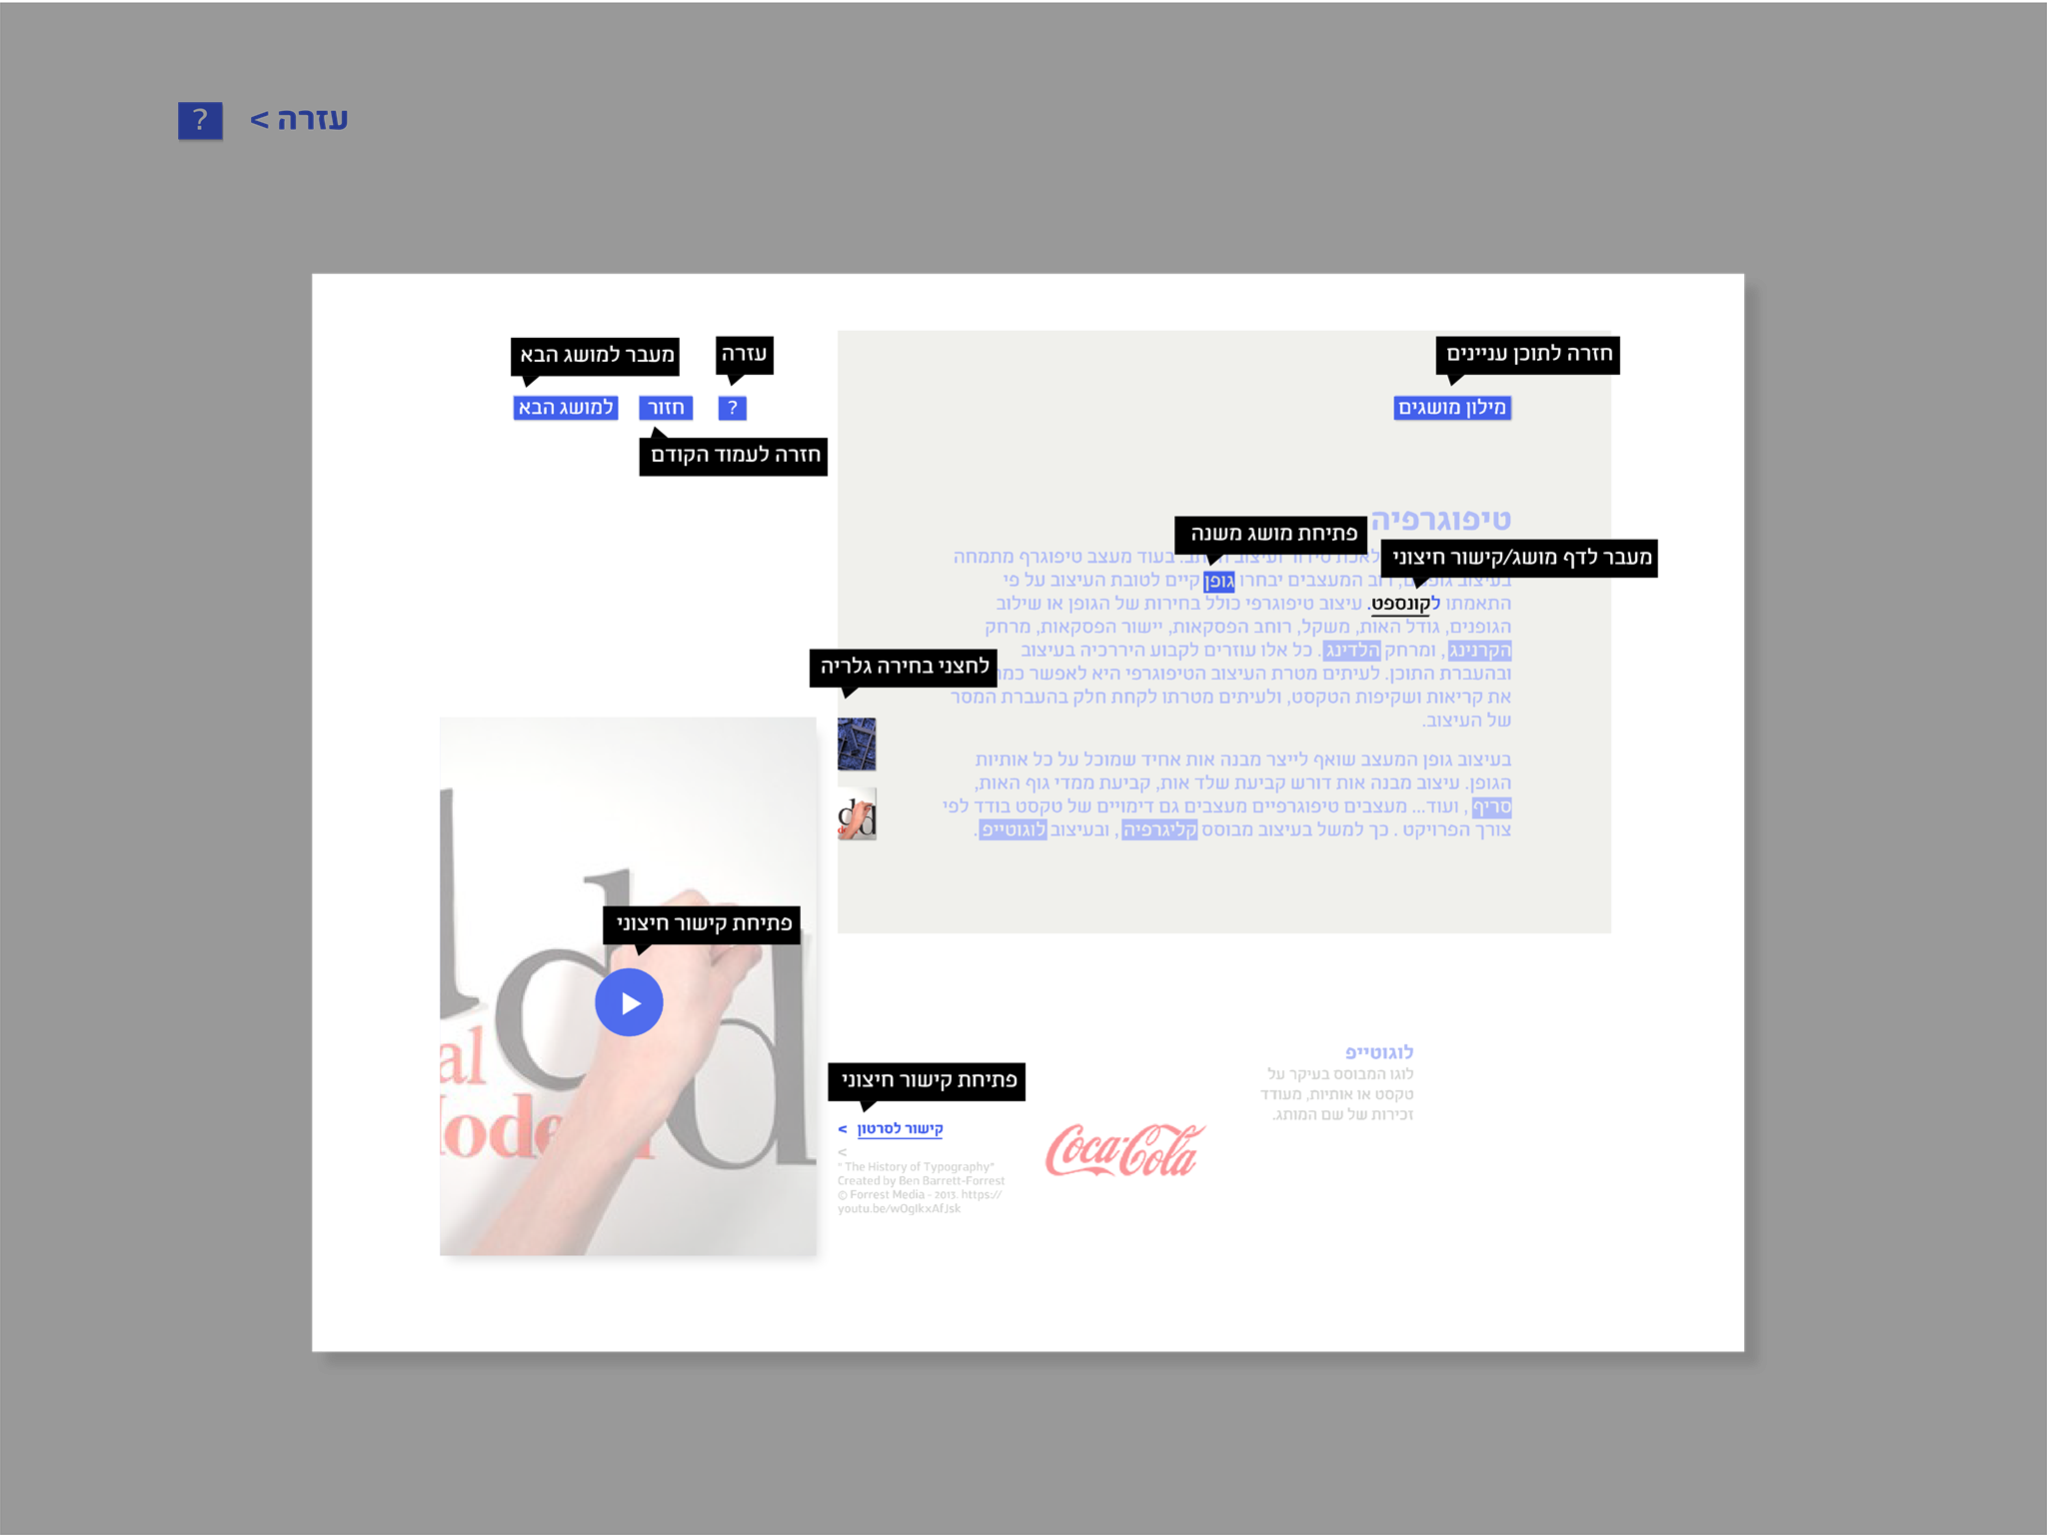 עזרה >
?
חזרה לתוכן עניינים
עזרה
מעבר למושג הבא
מילון מושגים
?
חזור
למושג הבא
חזרה לעמוד הקודם
טיפוגרפיה
פתיחת מושג משנה
מעבר לדף מושג/קישור חיצוני
בעוד מעצב טיפוגרף מתמחה
בעיצוב המעצבים יבחרו גופן קיים לטובת העיצוב על פי
התאמתו לקונספט. עיצוב טיפוגרפי כולל בחירות של הגופן או שילוב
הגופנים, גודל האות, משקל, רוחב הפסקאות, יישור הפסקאות, מרחק
הקרנינג, ומרחק הלדינג. כל אלו עוזרים לקבוע היררכיה בעיצוב
ובהעברת התוכן. לעיתים מטרת העיצוב הטיפוגרפי היא לאפשר
את קריאות ושקיפות הטקסט, ולעיתים מטרתו לקחת חלק בהעברת המסר
של העיצוב.
לחצני בחירה גלריה
בעיצוב גופן המעצב שואף לייצר מבנה אות אחיד שמוכל על כל אותיות
הגופן. עיצוב מבנה אות דורש קביעת שלד אות, קביעת ממדי גוף האות,
סריף, ועוד... מעצבים טיפוגרפיים מעצבים גם דימויים של טקסט בודד לפי
צורך הפרויקט . כך למשל בעיצוב מבוסס קליגרפיה, ובעיצוב לוגוטייפ.
פתיחת קישור חיצוני
לוגוטייפ
לוגו המבוסס בעיקר על
טקסט או אותיות, מעודד
זכירות של שם המותג.
Coca-Cola
פתיחת קישור חיצוני
קישור לסרטון >
>
" The History of Typography"
Created by Ben Barrett-Forrest
© Forrest Media - 2013. https://
youtu.be/wOgIkxAfJsk